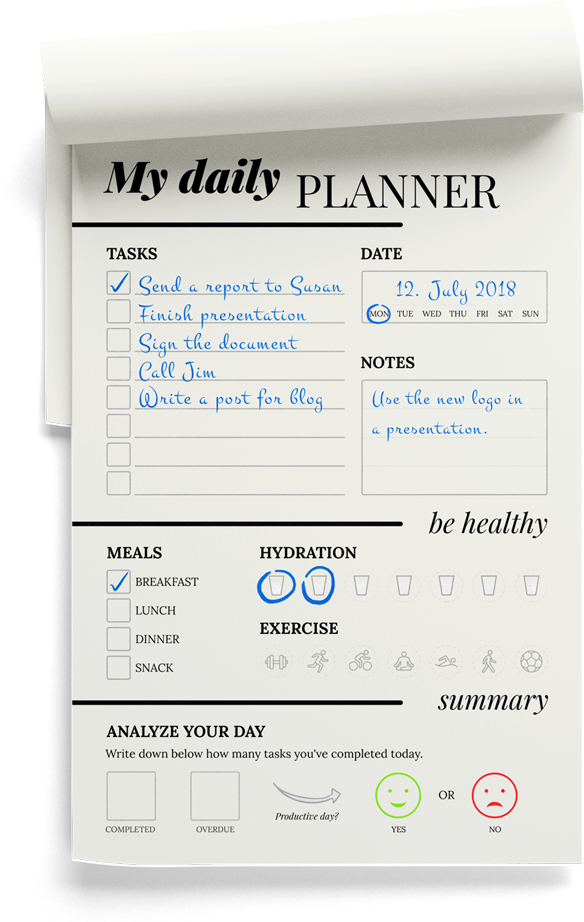 My daily PLANNER
TASKS
Send a report to Susan
Finish presentation
Sign the document
Call Jim
Write a post for blog
DATE
12. July 2018
MON TUE WED THU FRI SAT SUN
NOTES
Use the new logo in
a presentation.
be healthy
MEALS
BREAKFAST
LUNCH
DINNER
SNACK
HYDRATION
EXERCISE
summary
ANALYZE YOUR DAY
Write down below how many tasks you've completed today.
COMPLETED
OVERDUE
Productive day?
YES
OR
NO